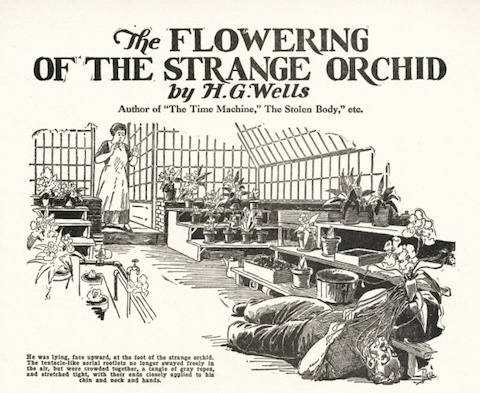 The FLOWERING
OF THE STRANGE ORCHID
by H.G.Wells
Author of "The Time Machine," The Stolen Body," etc.
He was lying, face upward, at the foot of the strange orchid.
The tentacle-like aerial rootlets no longer swayed freely in
the air, but were crowded together, a tangle of gray ropes,
and stretched tight, with their ends closely applied to his
chin and neck and hands.